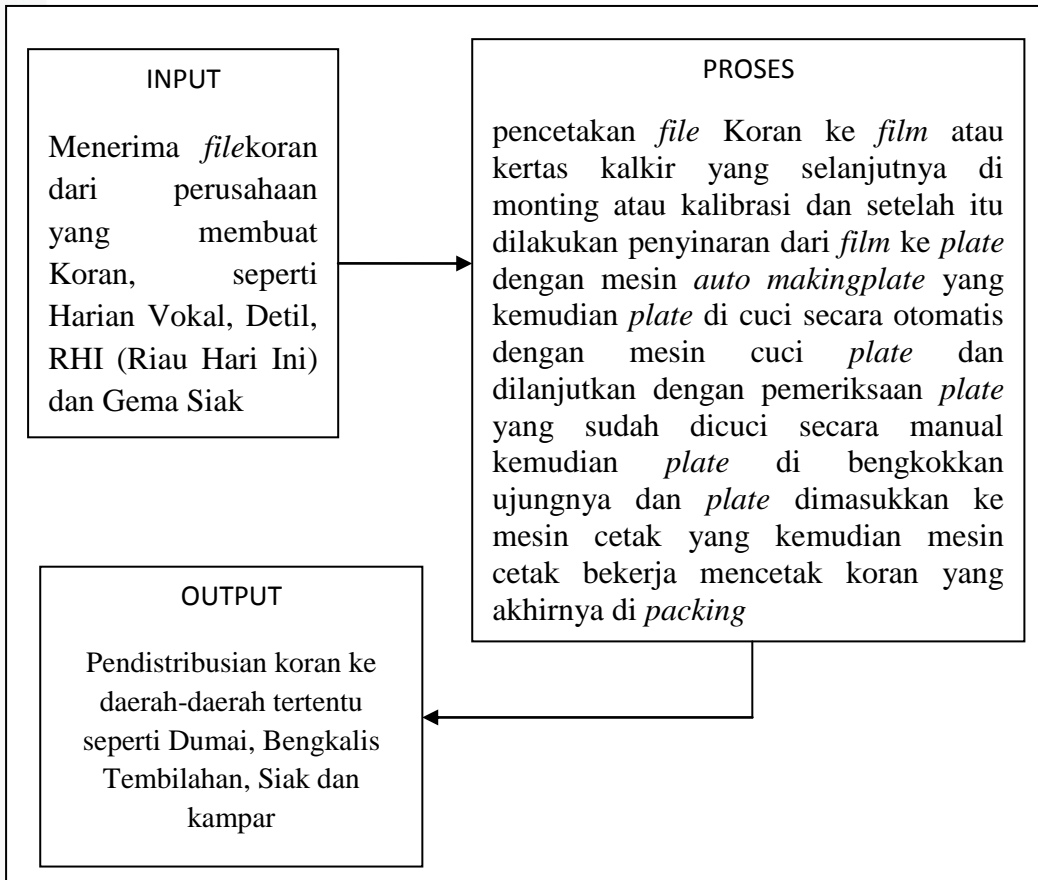 INPUT
Menerima filekoran
dari perusahaan
yang membuat
Koran, seperti
Harian Vokal, Detil,
RHI (Riau Hari Ini)
dan Gema Siak
PROSES
pencetakan file Koran ke film atau
kertas kalkir yang selanjutnya di
monting atau kalibrasi dan setelah itu
dilakukan penyinaran dari film ke plate
dengan mesin auto makingplate yang
kemudian plate di cuci secara otomatis
dengan mesin cuci plate dan
dilanjutkan dengan pemeriksaan plate
yang sudah dicuci secara manual
kemudian plate di bengkokkan
ujungnya dan plate dimasukkan ke
mesin cetak yang kemudian mesin
cetak bekerja mencetak koran yang
akhirnya di packing
OUTPUT
Pendistribusian koran ke
daerah-daerah tertentu
seperti Dumai, Bengkalis
Tembilahan, Siak dan
kampar